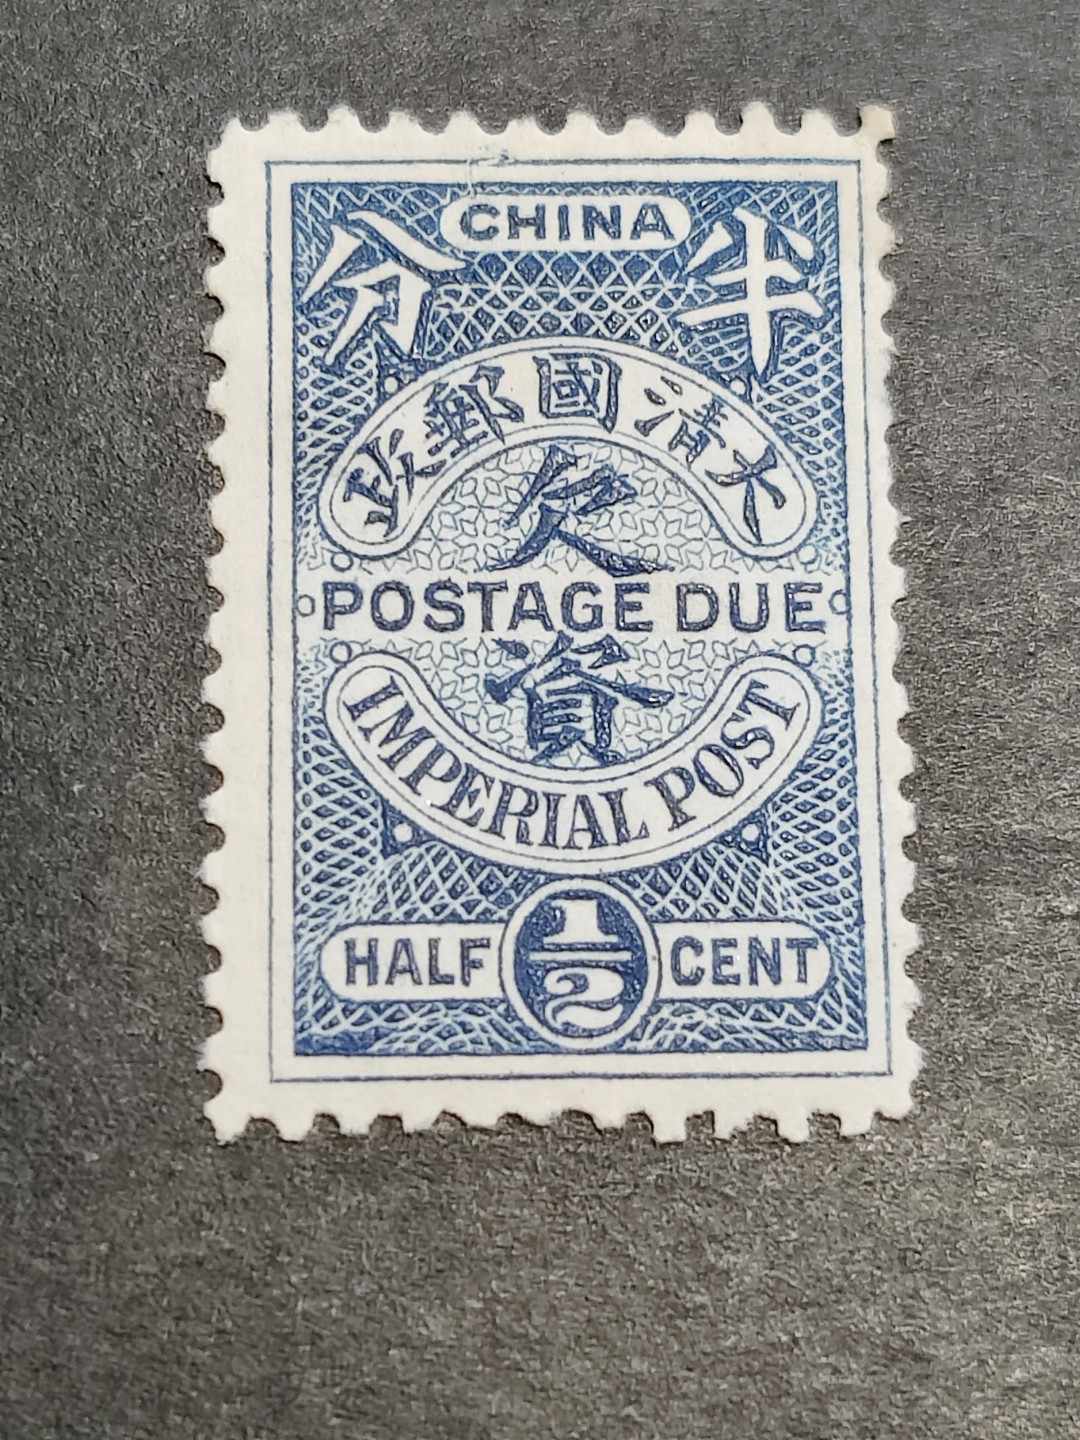 CHINA
半分
大清國郵政
欠
POSTAGE DUE
資
IMPERIAL POST
HALF 1/2 CENT